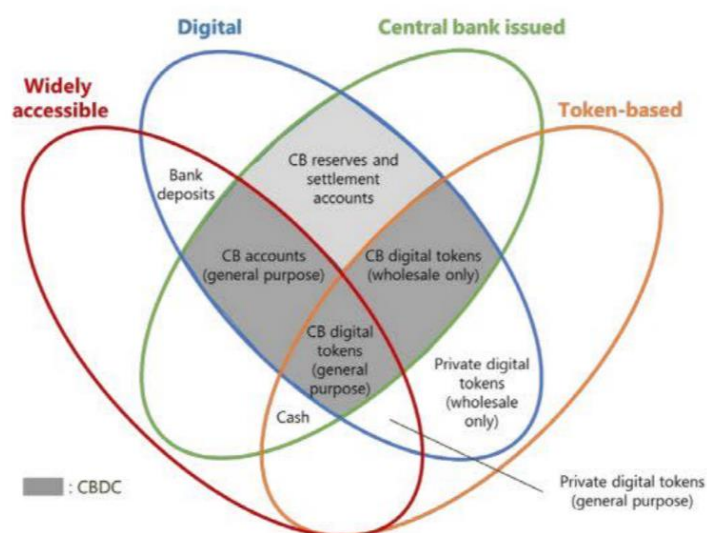 Digital
Central bank issued
Widely
accessible
Token-based
Bank
deposits
CB reserves and
settlement
accounts
CB accounts
(general purpose)
CB digital tokens
(wholesale only)
CB digital
tokens
(general
purpose)
Private digital
tokens
(wholesale
only)
Cash
Private digital tokens
(general purpose)
: CBDC